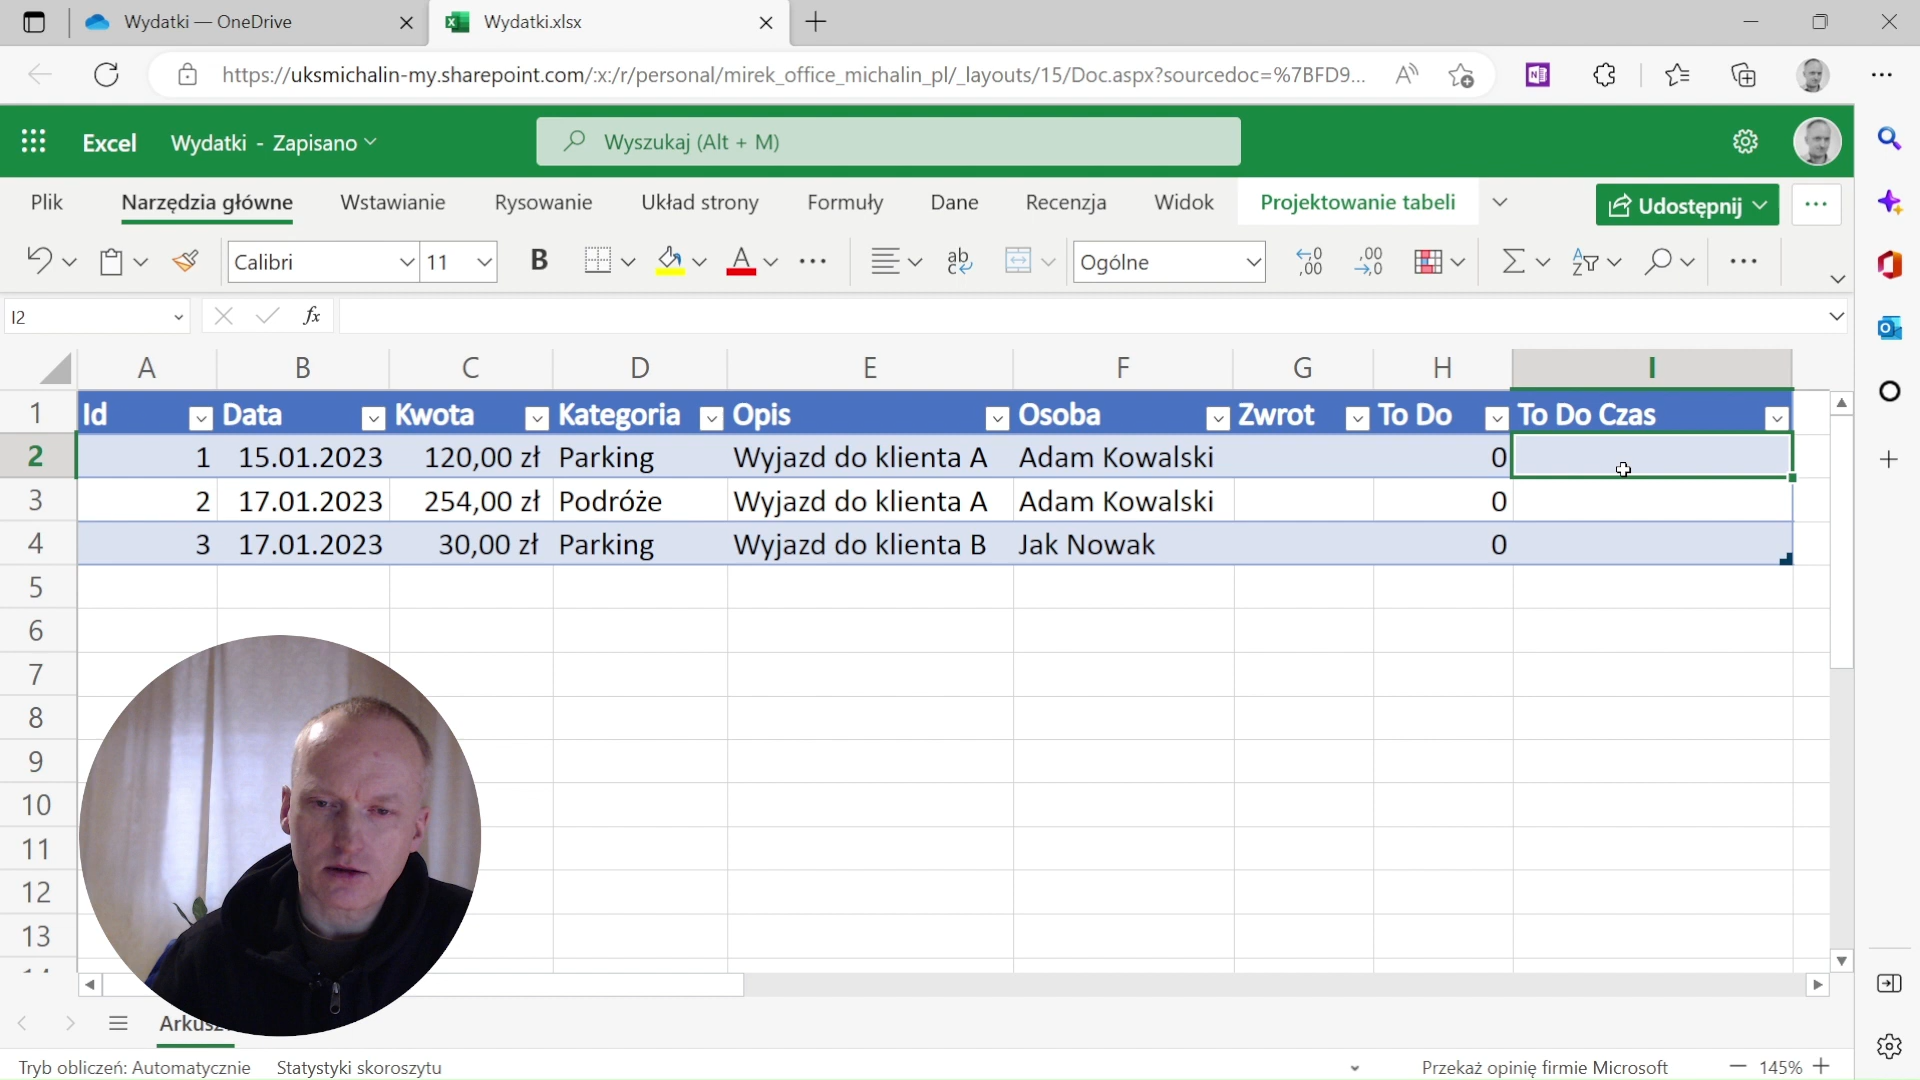 Wydatki — OneDrive
Wydatki.xlsx
https://uksmichalin-my.sharepoint.com/:x:/r/personal/mirek_office_michalin_pl/_layouts/15/Doc.aspx?sourcedoc=%7BFD9...
Excel
Wydatki - Zapisano
Wyszukaj (Alt + M)
Plik Narzędzia główne Wstawianie Rysowanie Układ strony Formuły Dane Recenzja Widok Projektowanie tabeli Udostępnij
Calibri 11 B Ogólne
I2 fx
A B C D E F G H I
1 Id Data Kwota Kategoria Opis Osoba Zwrot To Do To Do Czas
2 1 15.01.2023 120,00 zł Parking Wyjazd do klienta A Adam Kowalski 0
3 2 17.01.2023 254,00 zł Podróże Wyjazd do klienta A Adam Kowalski 0
4 3 17.01.2023 30,00 zł Parking Wyjazd do klienta B Jak Nowak 0
5
6
7
8
9
10
11
12
13
Tryb obliczeń: Automatycznie Statystyki skoroszytu Przekaż opinię firmie Microsoft 145%